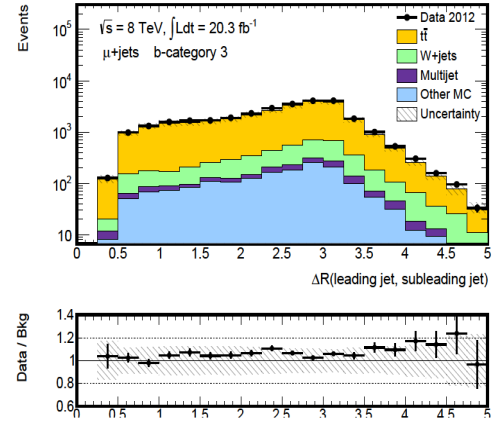 Events
10⁵
10⁴
10³
10²
10
√s = 8 TeV, ∫Ldt = 20.3 fb⁻¹
μ+jets b-category 3
Data 2012
tt̄
W+jets
Multijet
Other MC
Uncertainty
0 0.5 1 1.5 2 2.5 3 3.5 4 4.5 5
ΔR(leading jet, subleading jet)
Data / Bkg
1.4
1.2
1
0.8
0.6
0 0.5 1 1.5 2 2.5 3 3.5 4 4.5 5